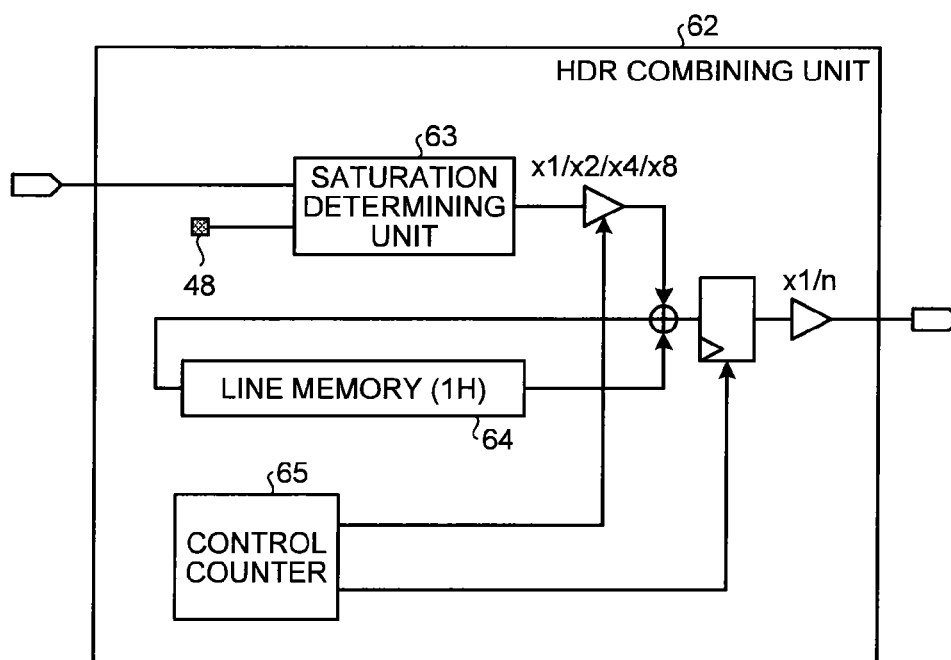 62
HDR COMBINING UNIT
63
SATURATION
DETERMINING
UNIT
x1/x2/x4/x8
48
x1/n
LINE MEMORY (1H)
64
65
CONTROL
COUNTER